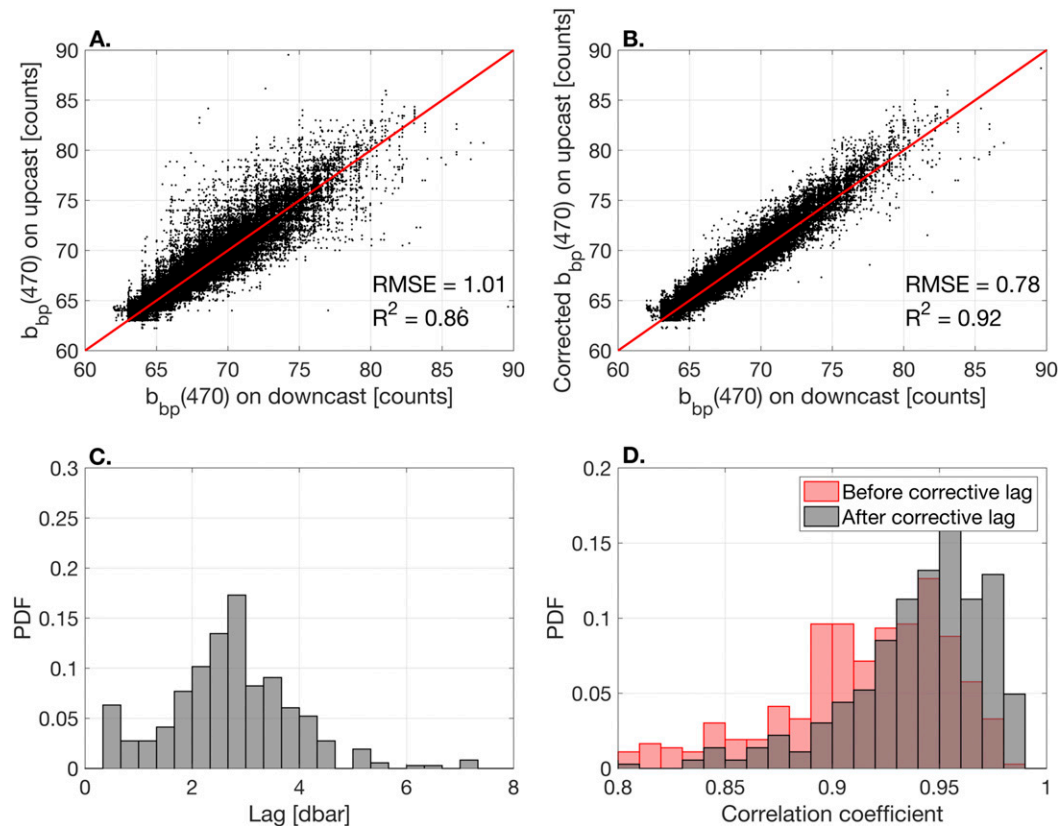 A.
90
85
80
75
70
65
60
b_bp(470) on upcast [counts]
RMSE = 1.01
R² = 0.86
60 65 70 75 80 85 90
b_bp(470) on downcast [counts]
B.
90
85
80
75
70
65
60
Corrected b_bp(470) on upcast [counts]
RMSE = 0.78
R² = 0.92
60 65 70 75 80 85 90
b_bp(470) on downcast [counts]
C.
0.3
0.25
0.2
0.15
0.1
0.05
0
PDF
0 2 4 6 8
Lag [dbar]
D.
0.2
0.15
0.1
0.05
0
PDF
Before corrective lag
After corrective lag
0.8 0.85 0.9 0.95 1
Correlation coefficient